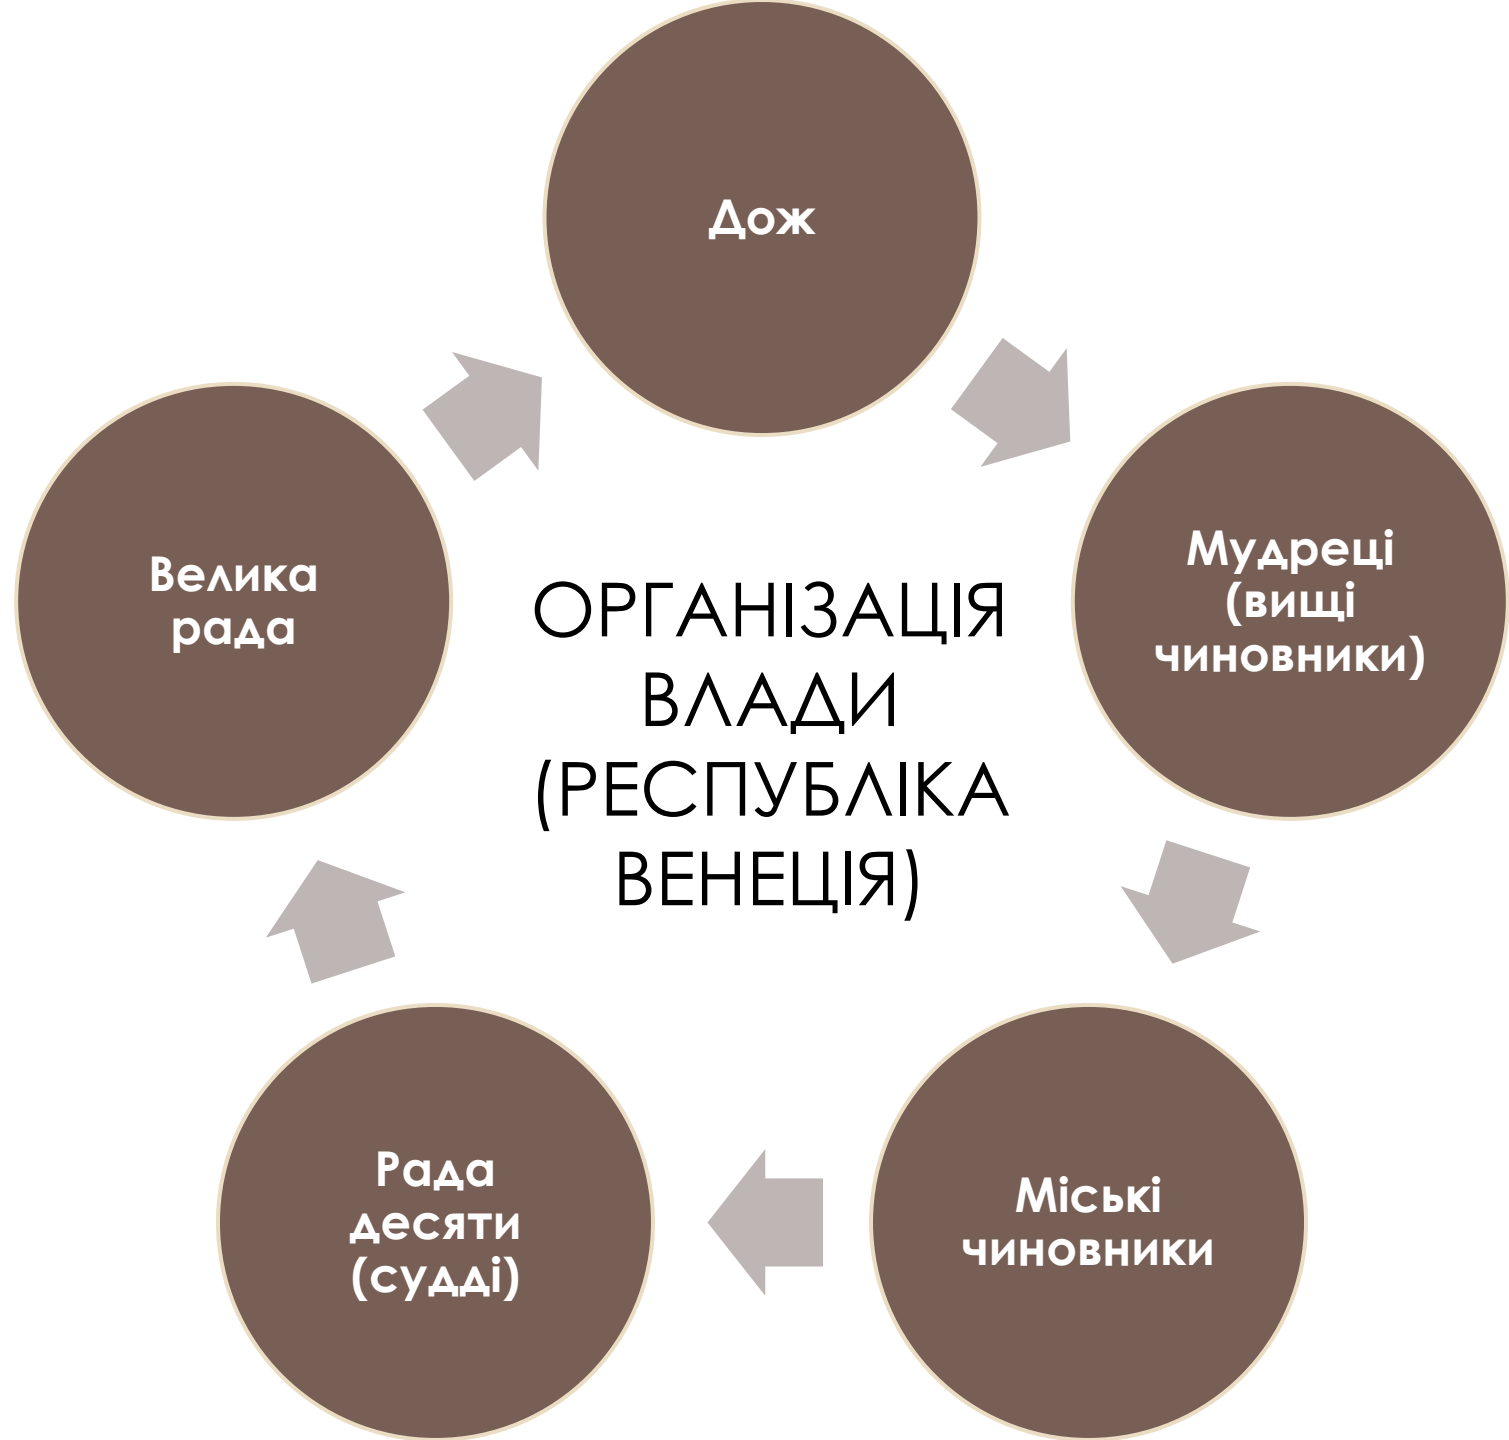 Дож
Мудреці
(вищі
чиновники)
Міські
чиновники
Рада
десяти
(судді)
Велика
рада
ОРГАНІЗАЦІЯ
ВЛАДИ
(РЕСПУБЛІКА
ВЕНЕЦІЯ)